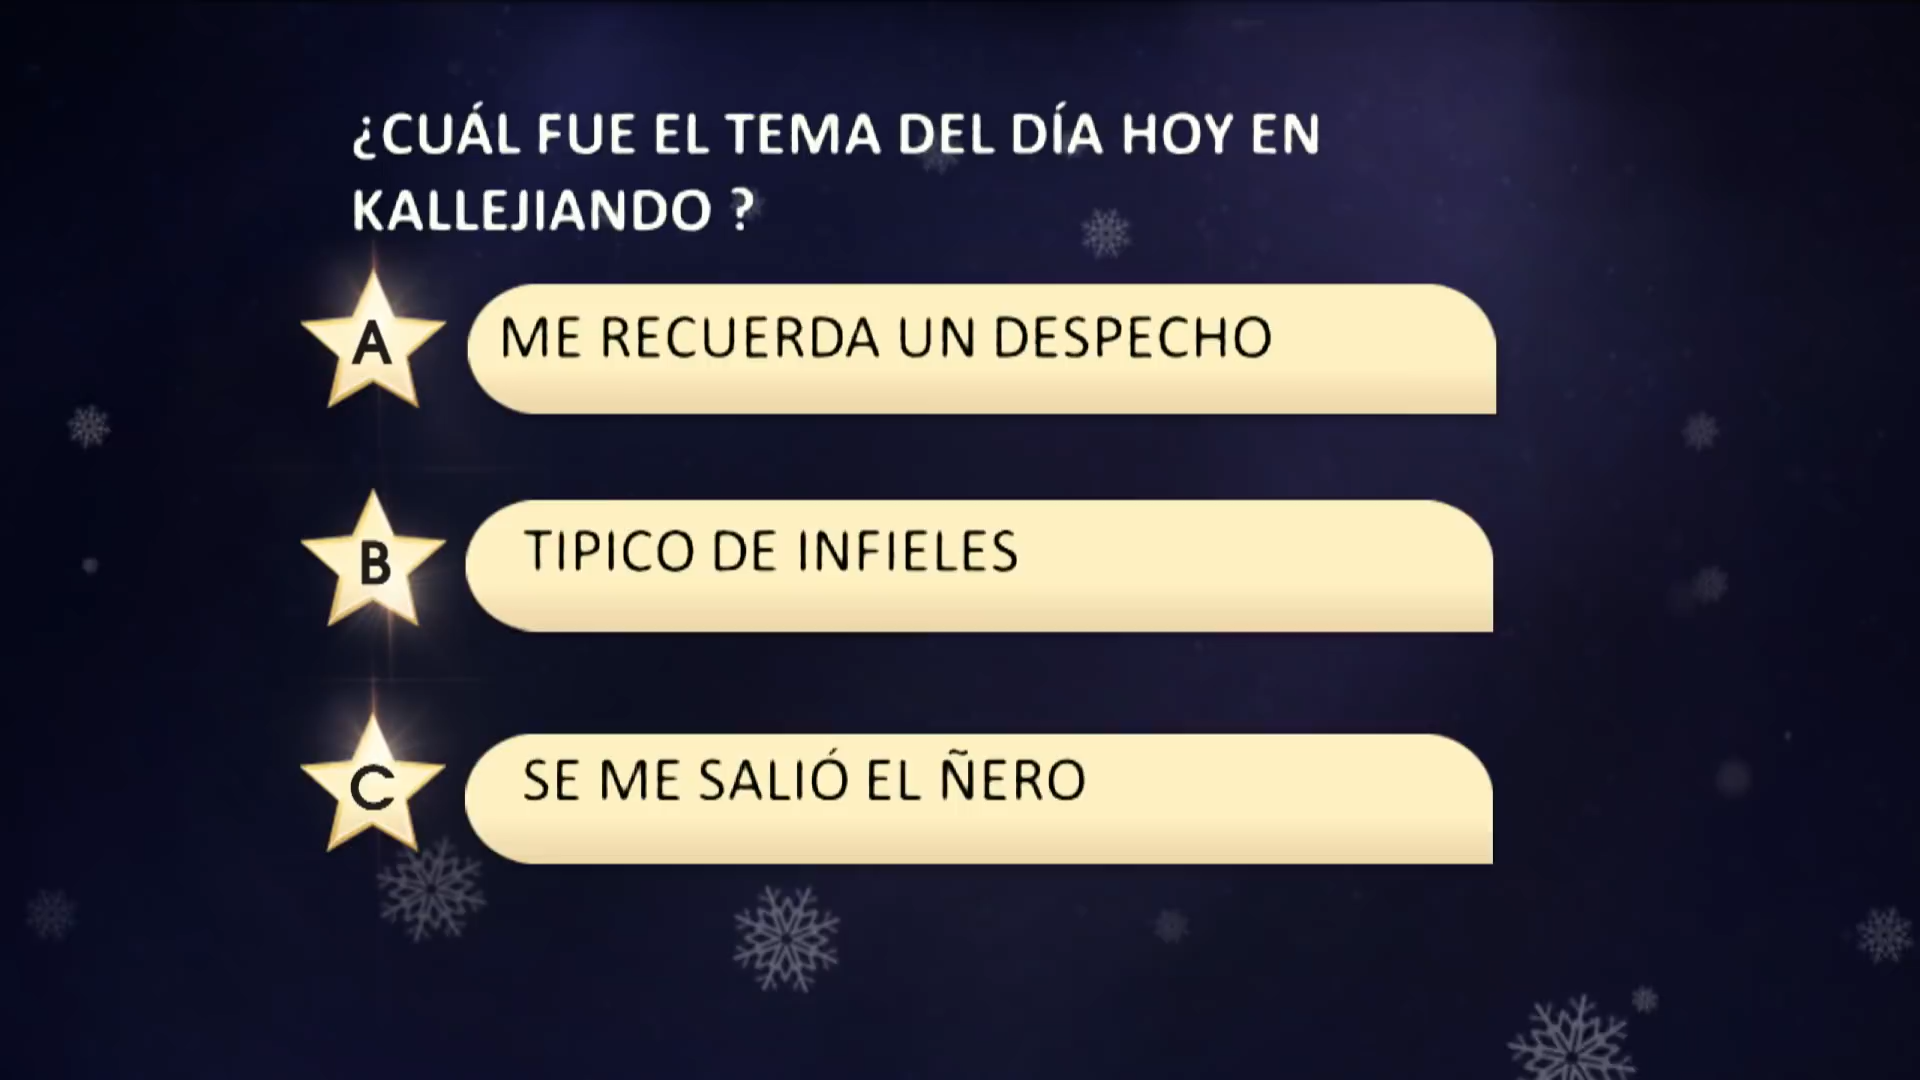 ¿CUÁL FUE EL TEMA DEL DÍA HOY EN
KALLEJIANDO ?
A ME RECUERDA UN DESPECHO
B TIPICO DE INFIELES
C SE ME SALIÓ EL ÑERO